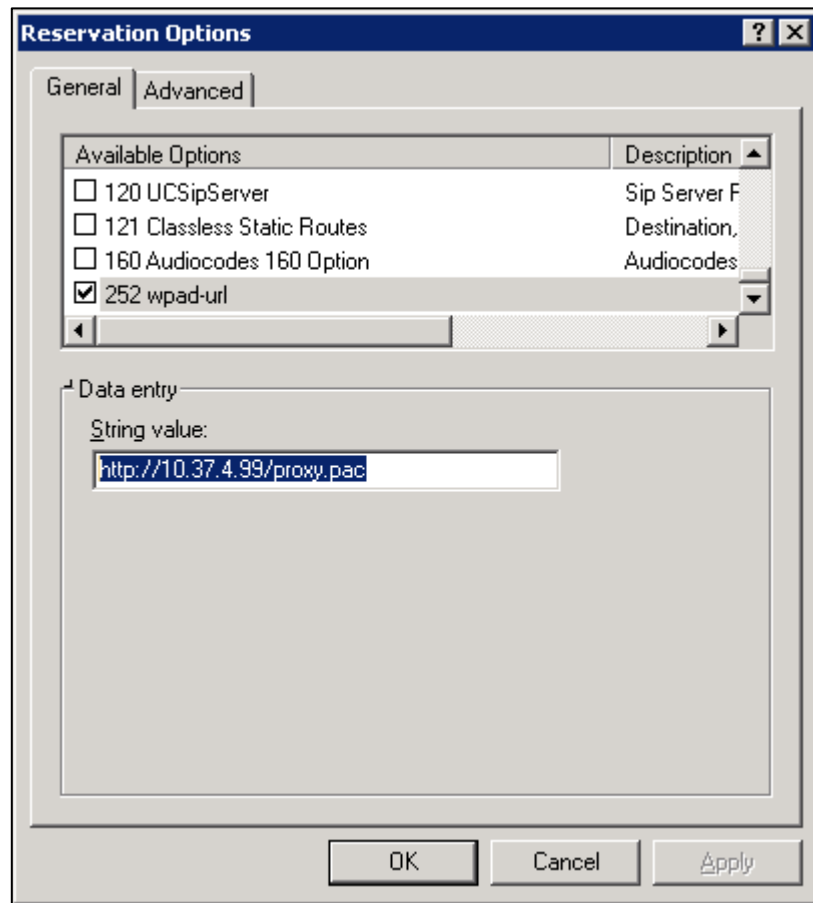 Reservation Options
General Advanced
Available Options Description
120 UCSipServer Sip Server F
121 Classless Static Routes Destination,
160 Audiocodes 160 Option Audiocodes
252 wpad-url
Data entry
String value:
http://10.37.4.99/proxy.pac
OK Cancel Apply